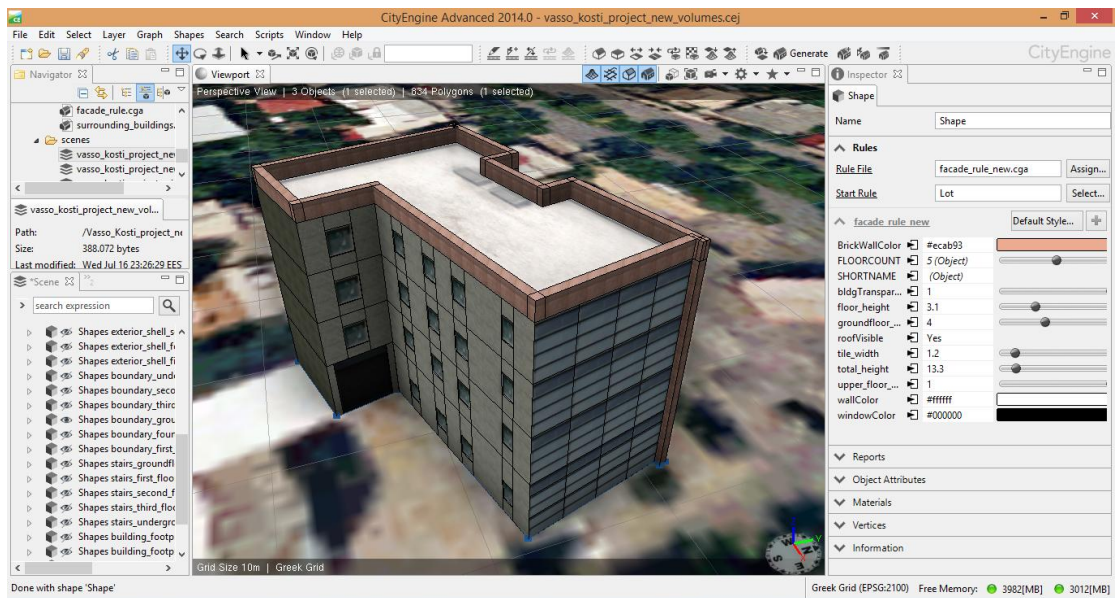 CityEngine Advanced 2014.0 - vasso_kosti_project_new_volumes.cej
File Edit Select Layer Graph Shapes Search Scripts Window Help
Generate
CityEngine
Navigator
facade_rule.cga
surrounding_buildings.
scenes
vasso_kosti_project_ne
vasso_kosti_project_ne
vasso_kosti_project_new_vol...
Path: /Vasso_Kosti_project_n
Size: 388.072 bytes
Last modified: Wed Jul 16 23:26:29 EES
*Scene
search expression
Shapes exterior_shell_s
Shapes exterior_shell_f
Shapes exterior_shell_fi
Shapes boundary_und
Shapes boundary_seco
Shapes boundary_third
Shapes boundary_grou
Shapes boundary_four
Shapes boundary_first_
Shapes stairs_groundfl
Shapes stairs_first_floo
Shapes stairs_second_f
Shapes stairs_third_floo
Shapes stairs_undergro
Shapes building_footp
Shapes building_footp
Viewport
Perspective View | 3 Objects (1 selected) | 834 Polygons (1 selected)
Grid Size 10m | Greek Grid
Inspector
Shape
Name Shape
Rules
Rule File facade_rule_new.cga Assign...
Start Rule Lot Select...
facade rule new Default Style...
BrickWallColor #ecab93
FLOORCOUNT 5 (Object)
SHORTNAME (Object)
bldgTranspar... 1
floor_height 3.1
groundfloor_... 4
roofVisible Yes
tile_width 1.2
total_height 13.3
upper_floor_... 1
wallColor #ffffff
windowColor #000000
Reports
Object Attributes
Materials
Vertices
Information
Done with shape 'Shape'
Greek Grid (EPSG:2100) Free Memory: 3982[MB] 3012[MB]